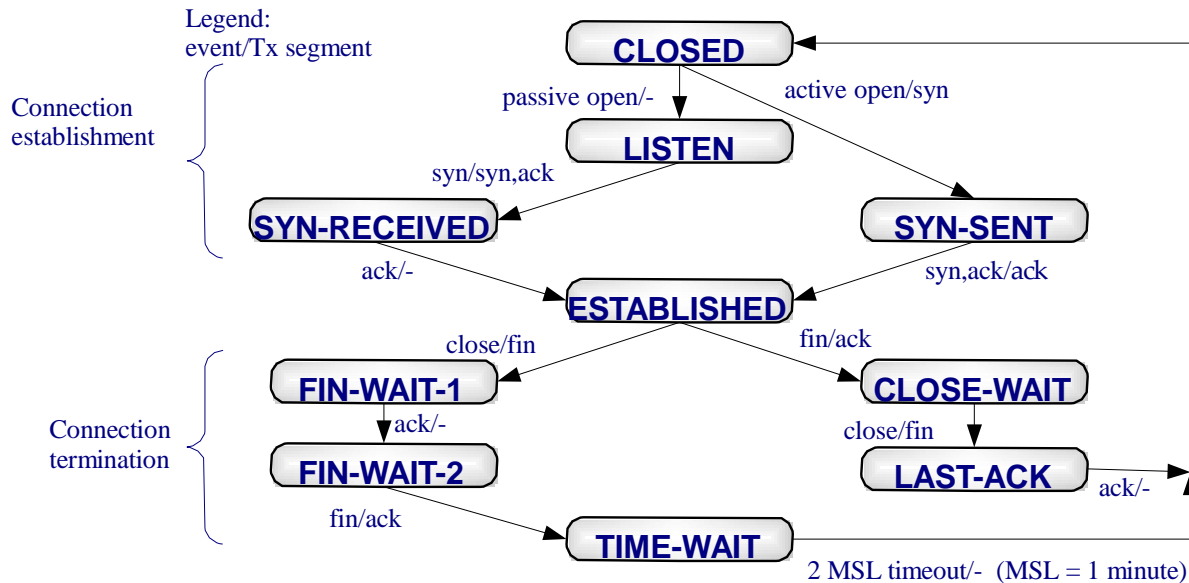 Legend:
event/Tx segment
CLOSED
Connection
establishment
passive open/-
active open/syn
LISTEN
syn/syn,ack
SYN-RECEIVED
SYN-SENT
ack/-
syn,ack/ack
ESTABLISHED
close/fin
fin/ack
FIN-WAIT-1
CLOSE-WAIT
Connection
termination
ack/-
close/fin
FIN-WAIT-2
LAST-ACK
ack/-
fin/ack
TIME-WAIT
2 MSL timeout/- (MSL = 1 minute)